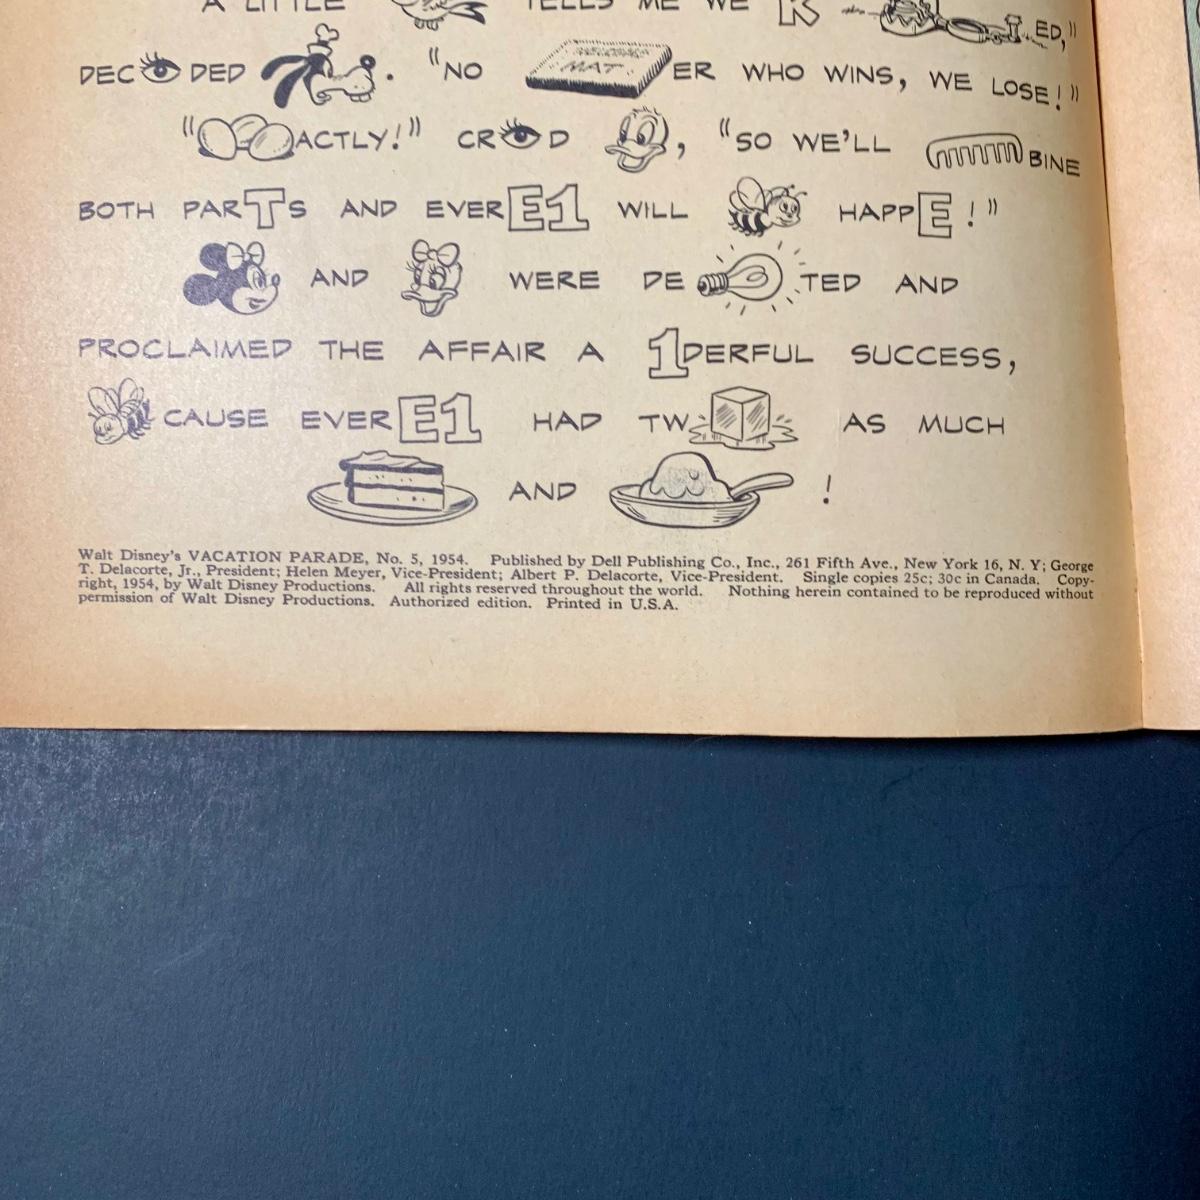 A LITTLE TELLS ME WE K ED,"
DEC DED . "NO WELCOME MAT ER WHO WINS, WE LOSE!"
" ACTLY!" CR D , "SO WE'LL BINE
BOTH PARTS AND EVERE1 WILL HAPPE!"
AND WERE DE TED AND
PROCLAIMED THE AFFAIR A 1DERFUL SUCCESS,
CAUSE EVERE1 HAD TW AS MUCH
AND !
Walt Disney's VACATION PARADE, No. 5, 1954. Published by Dell Publishing Co., Inc., 261 Fifth Ave., New York 16, N. Y; George
T. Delacorte, Jr., President; Helen Meyer, Vice-President; Albert P. Delacorte, Vice-President. Single copies 25c; 30c in Canada. Copy-
right, 1954, by Walt Disney Productions. All rights reserved throughout the world. Nothing herein contained to be reproduced without
permission of Walt Disney Productions. Authorized edition. Printed in U.S.A.